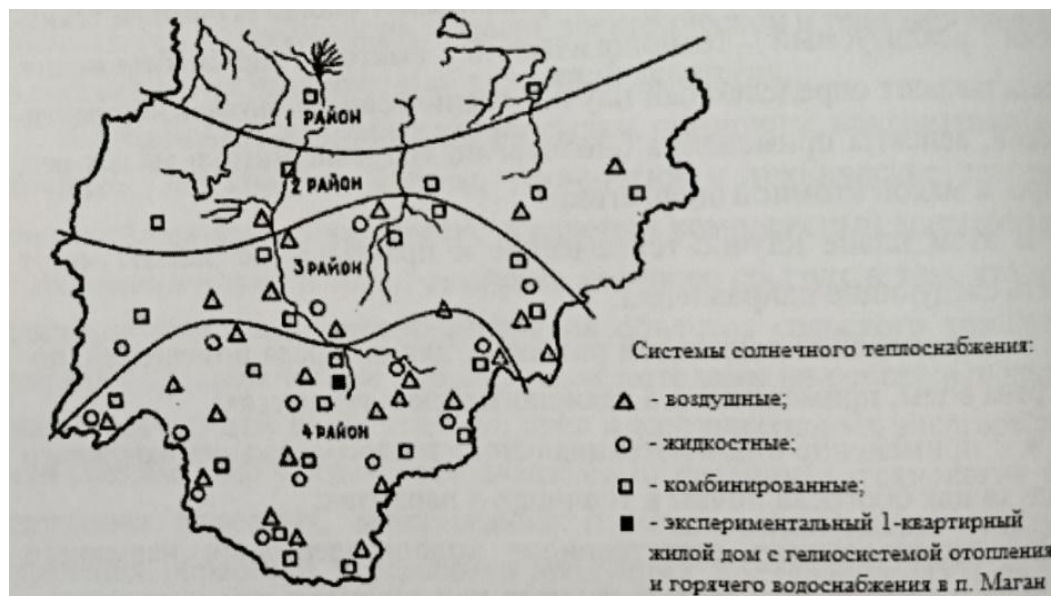 1 РАЙОН
2 РАЙОН
3 РАЙОН
4 РАЙОН
Системы солнечного теплоснабжения:
- воздушные;
- жидкостные;
- комбинированные;
- экспериментальный 1-квартирный
жилой дом с гелиосистемой отопления
и горячего водоснабжения в п. Маган